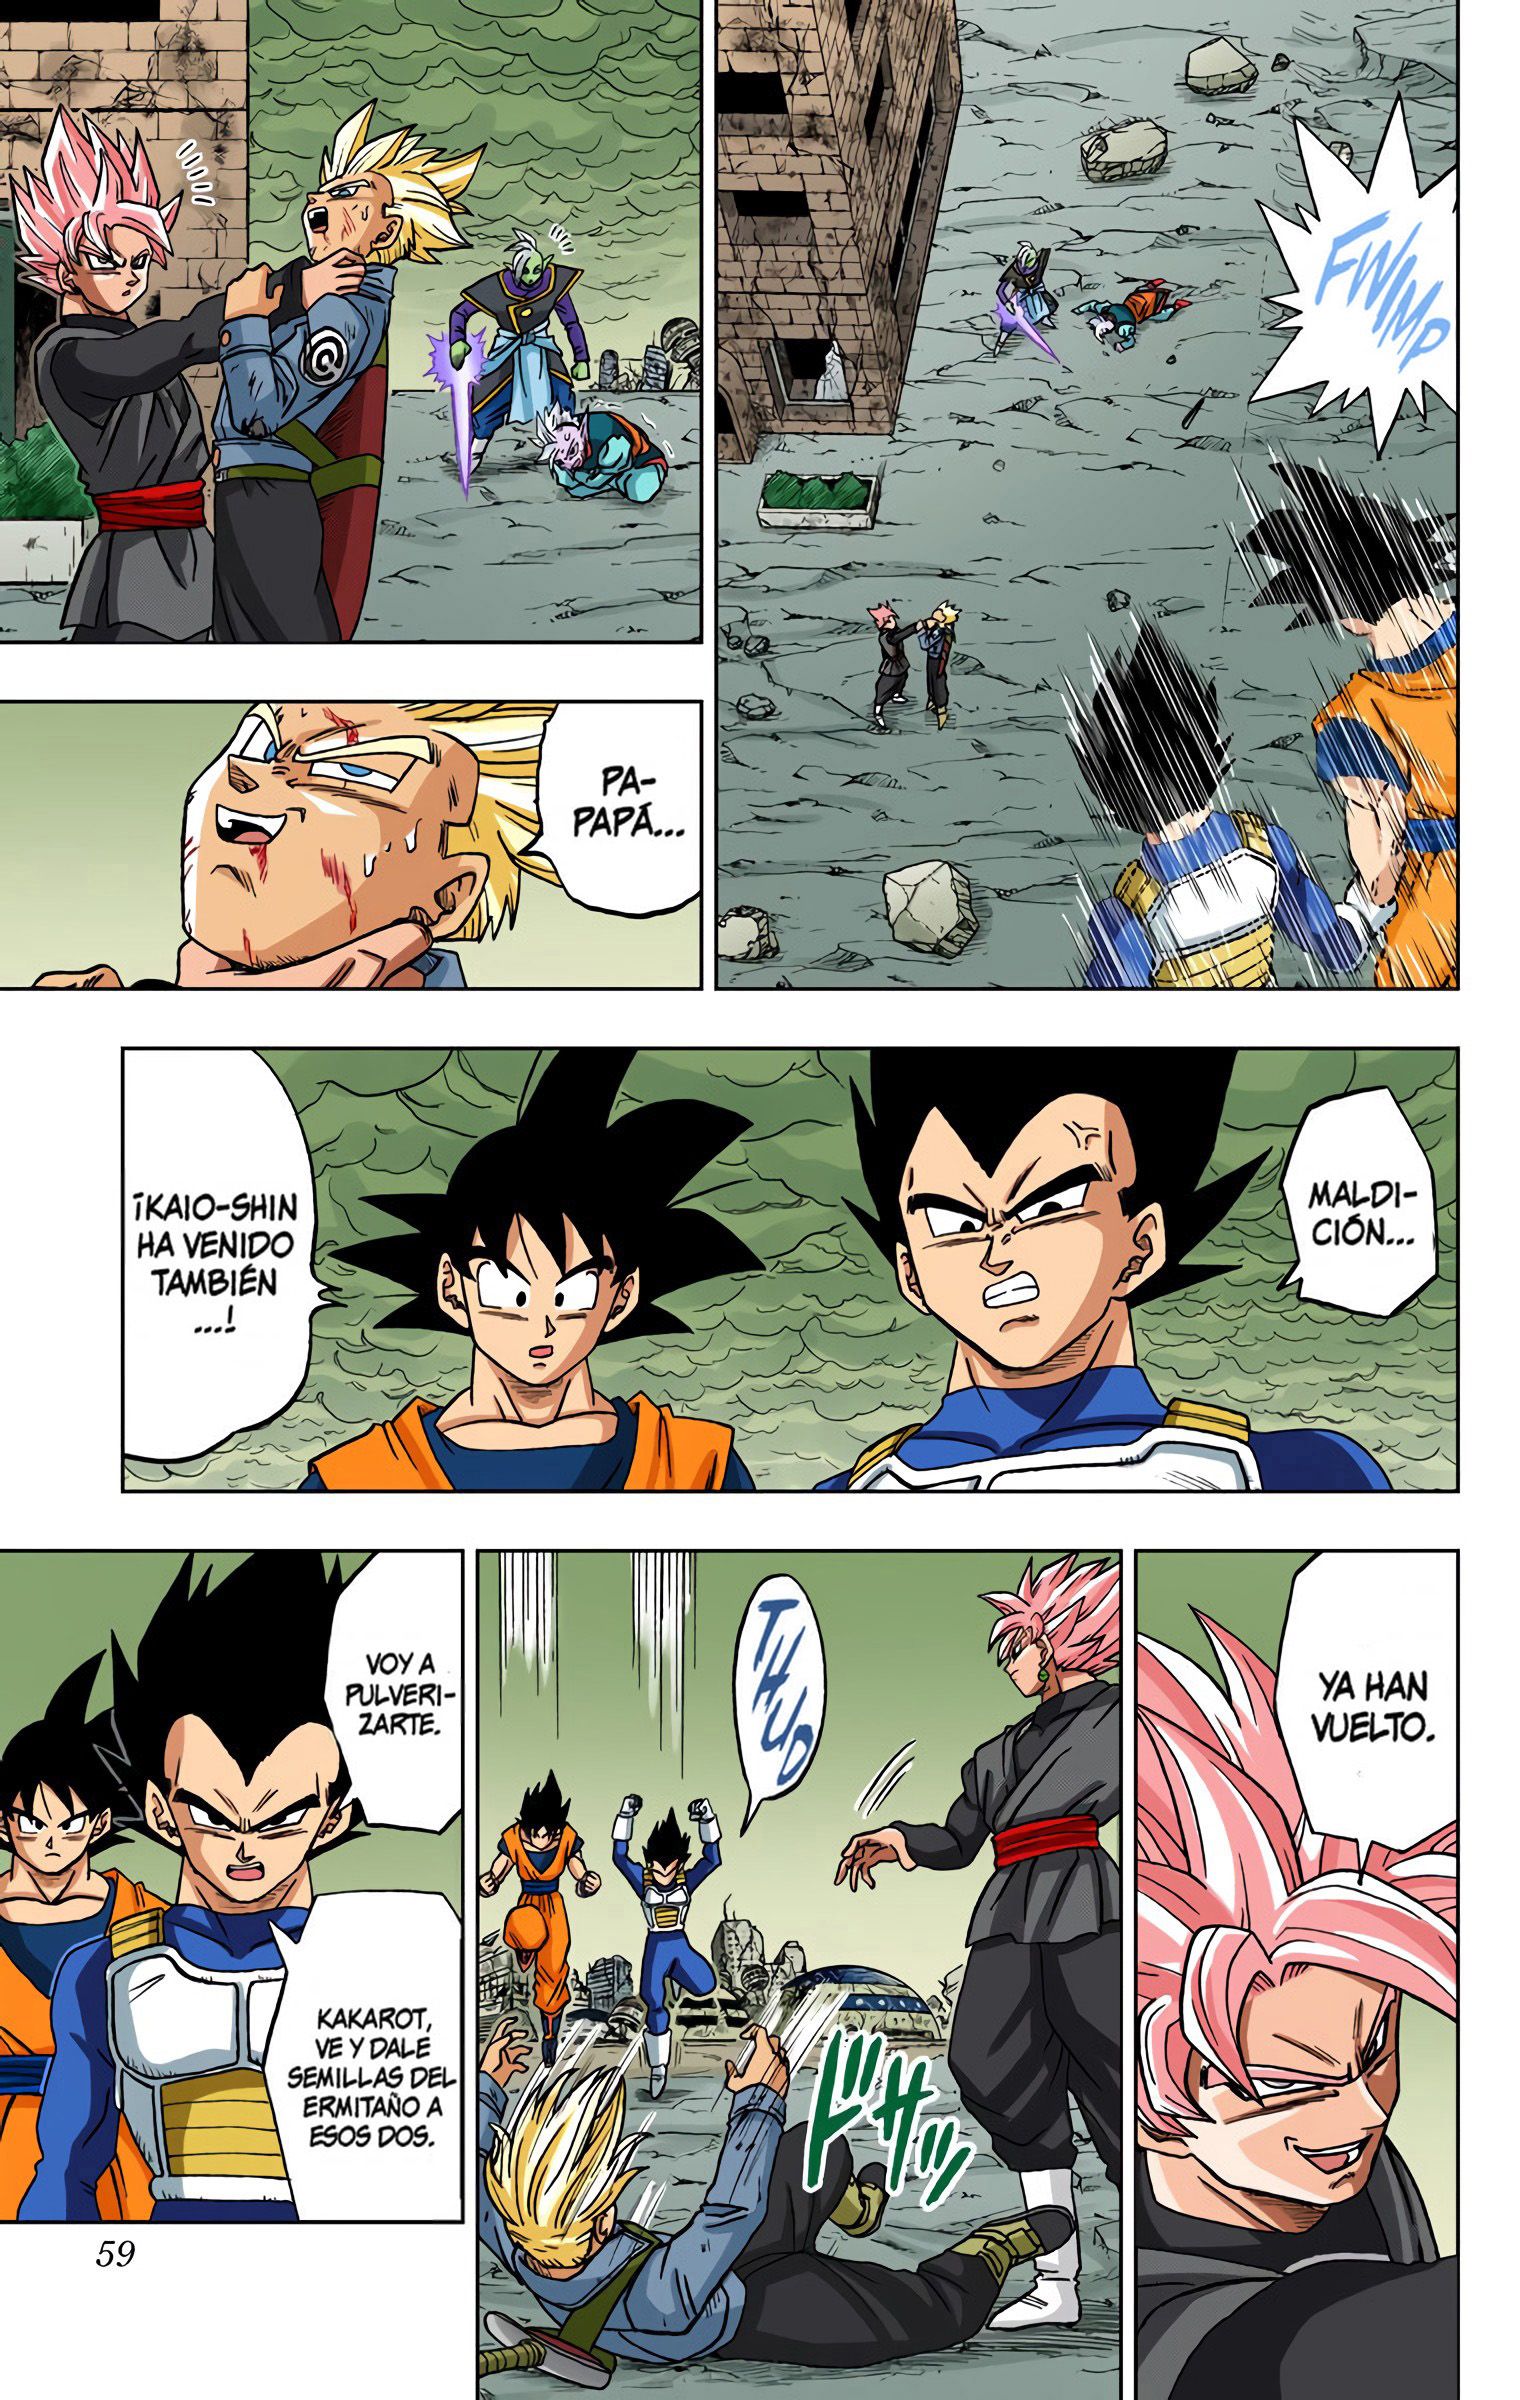 FWIMP
PA-
PAPÁ...
MALDI-
CIÓN...
¡KAIO-SHIN
HA VENIDO
TAMBIÉN
...!
YA HAN
VUELTO.
THUD
ドサッ
VOY A
PULVERI-
ZARTE.
KAKAROT,
VE Y DALE
SEMILLAS DEL
ERMITAÑO A
ESOS DOS.
59